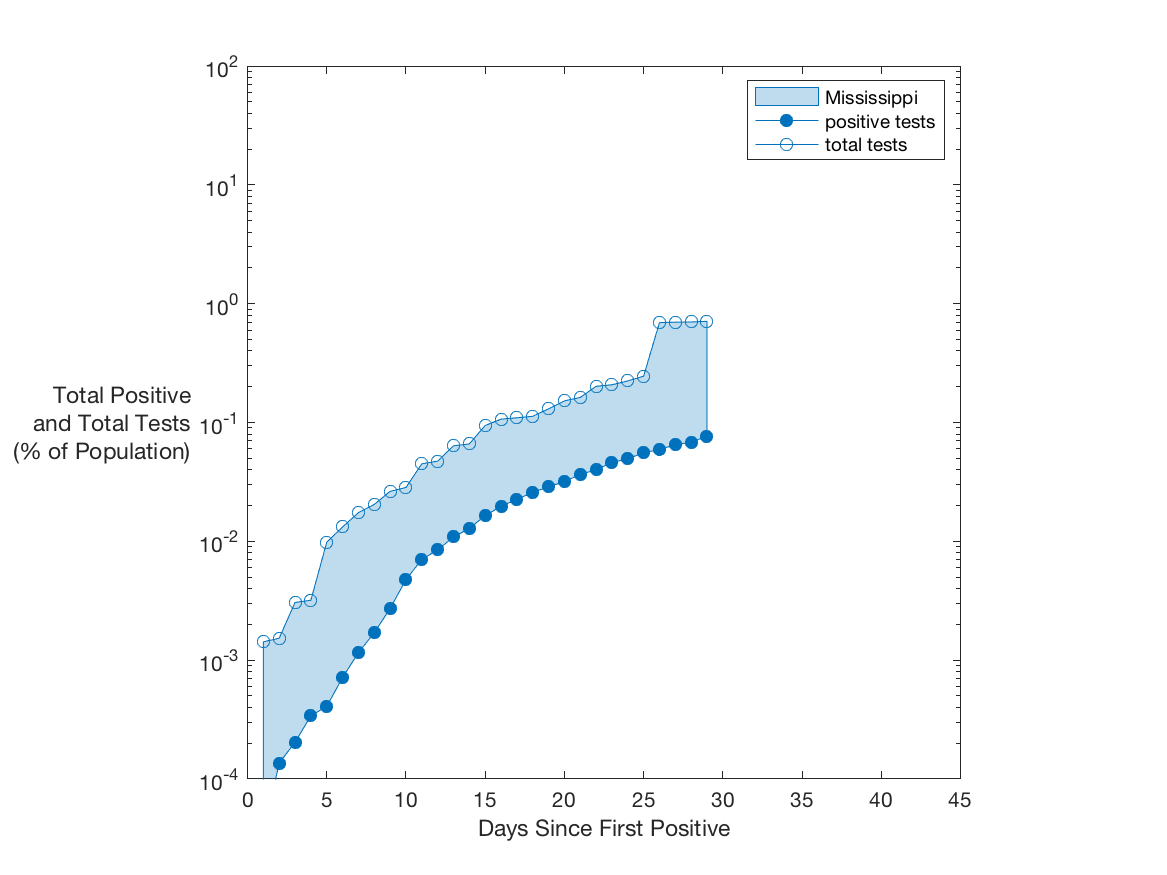 10^2
10^1
10^0
10^-1
10^-2
10^-3
10^-4
Total Positive
and Total Tests
(% of Population)
Mississippi
positive tests
total tests
0 5 10 15 20 25 30 35 40 45
Days Since First Positive